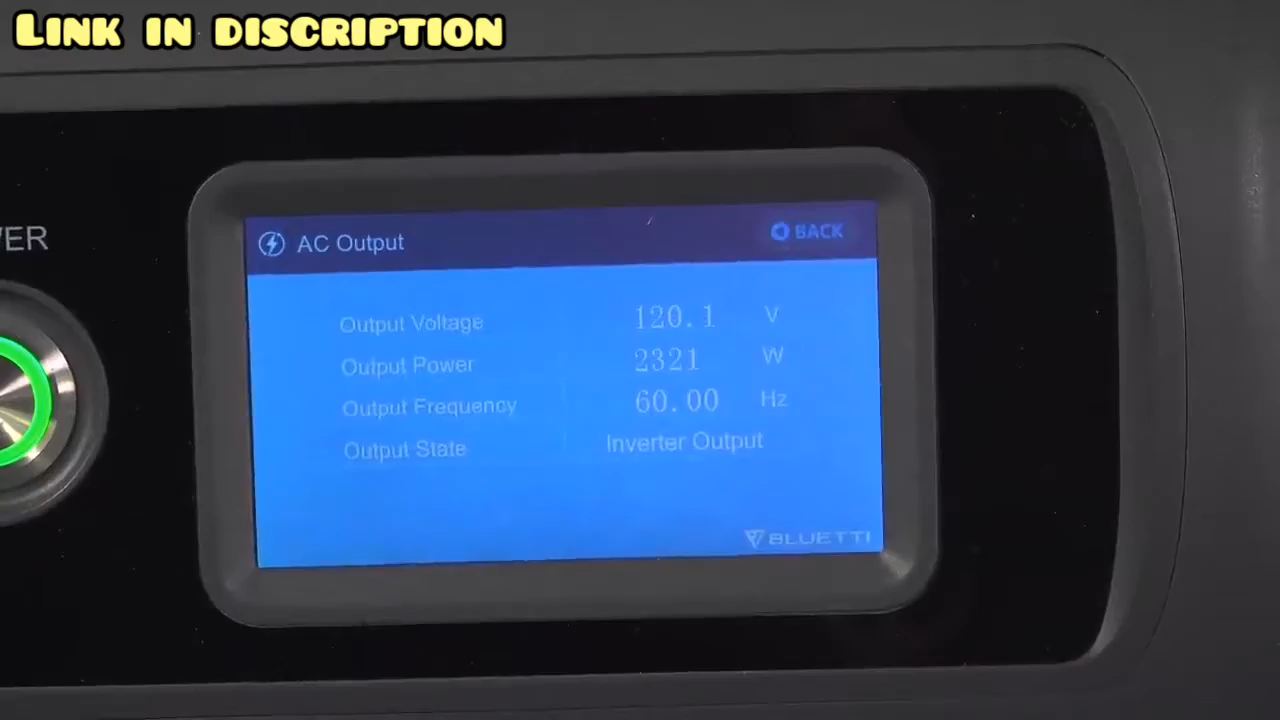 LINK IN DISCRIPTION
AC Output
BACK
WER
Output Voltage 120.1 V
Output Power 2321 W
Output Frequency 60.00 Hz
Output State Inverter Output
BLUETTI